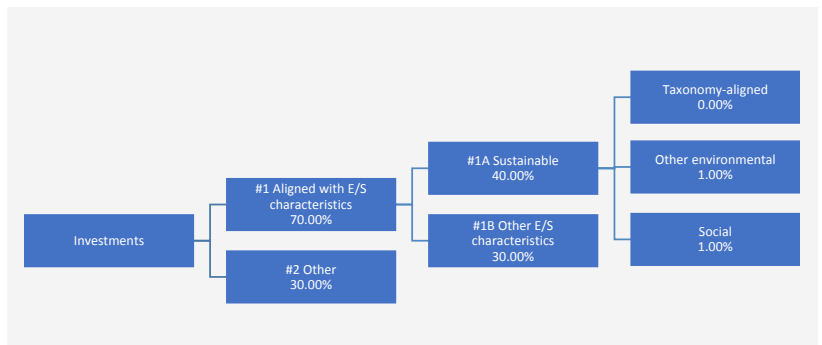 Investments
#1 Aligned with E/S
characteristics
70.00%
#2 Other
30.00%
#1A Sustainable
40.00%
#1B Other E/S
characteristics
30.00%
Taxonomy-aligned
0.00%
Other environmental
1.00%
Social
1.00%